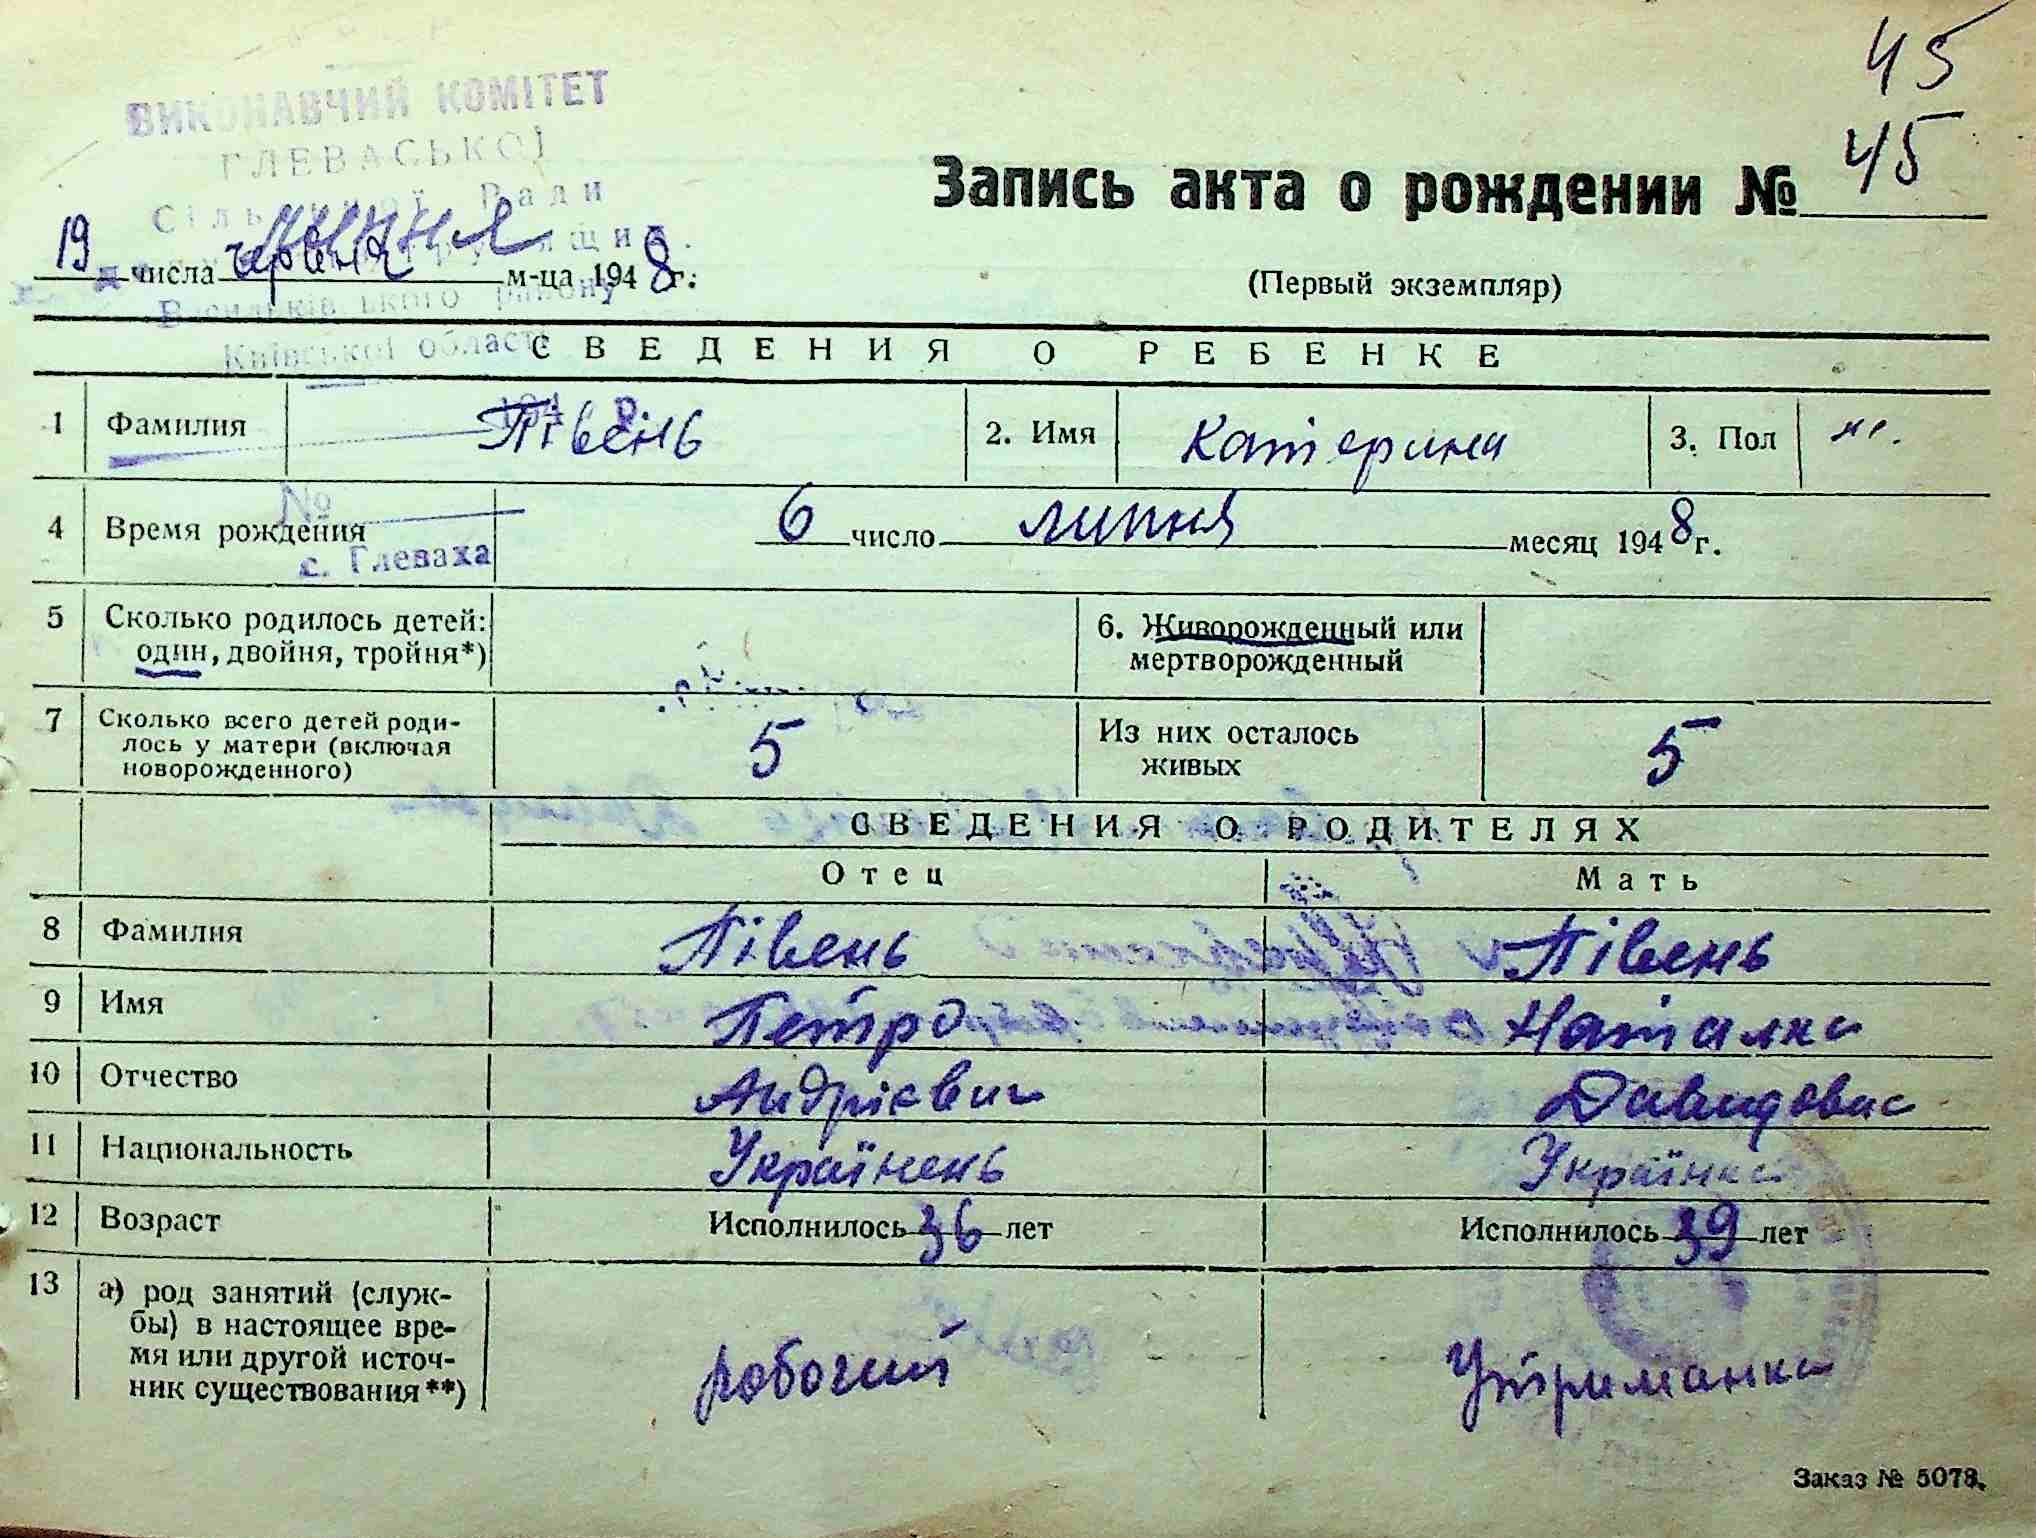 45
ВИКОНАВЧИЙ КОМІТЕТ
ГЛЕВАСЬКОЇ
Сільської Ради
Васильківського району
Київської області
194 р.
№
с. Глеваха
Запись акта о рождении № 45
19 числа червня липня м-ца 1948 г.
(Первый экземпляр)
СВЕДЕНИЯ О РЕБЕНКЕ
1 Фамилия Півень 2. Имя Катерина 3. Пол
4 Время рождения 6 число липня месяц 1948 г.
5 Сколько родилось детей: один, двойня, тройня*) 6. Живорожденный или мертворожденный
7 Сколько всего детей родилось у матери (включая новорожденного) 5 Из них осталось живых 5
СВЕДЕНИЯ О РОДИТЕЛЯХ
Отец Мать
8 Фамилия Півень Півень
9 Имя Петро Наталка
10 Отчество Андрієвич Давидовна
11 Национальность Українець Українка
12 Возраст Исполнилось 36 лет Исполнилось 39 лет
13 а) род занятий (службы) в настоящее время или другой источник существования**) робочий Утриманка
Заказ № 5078.